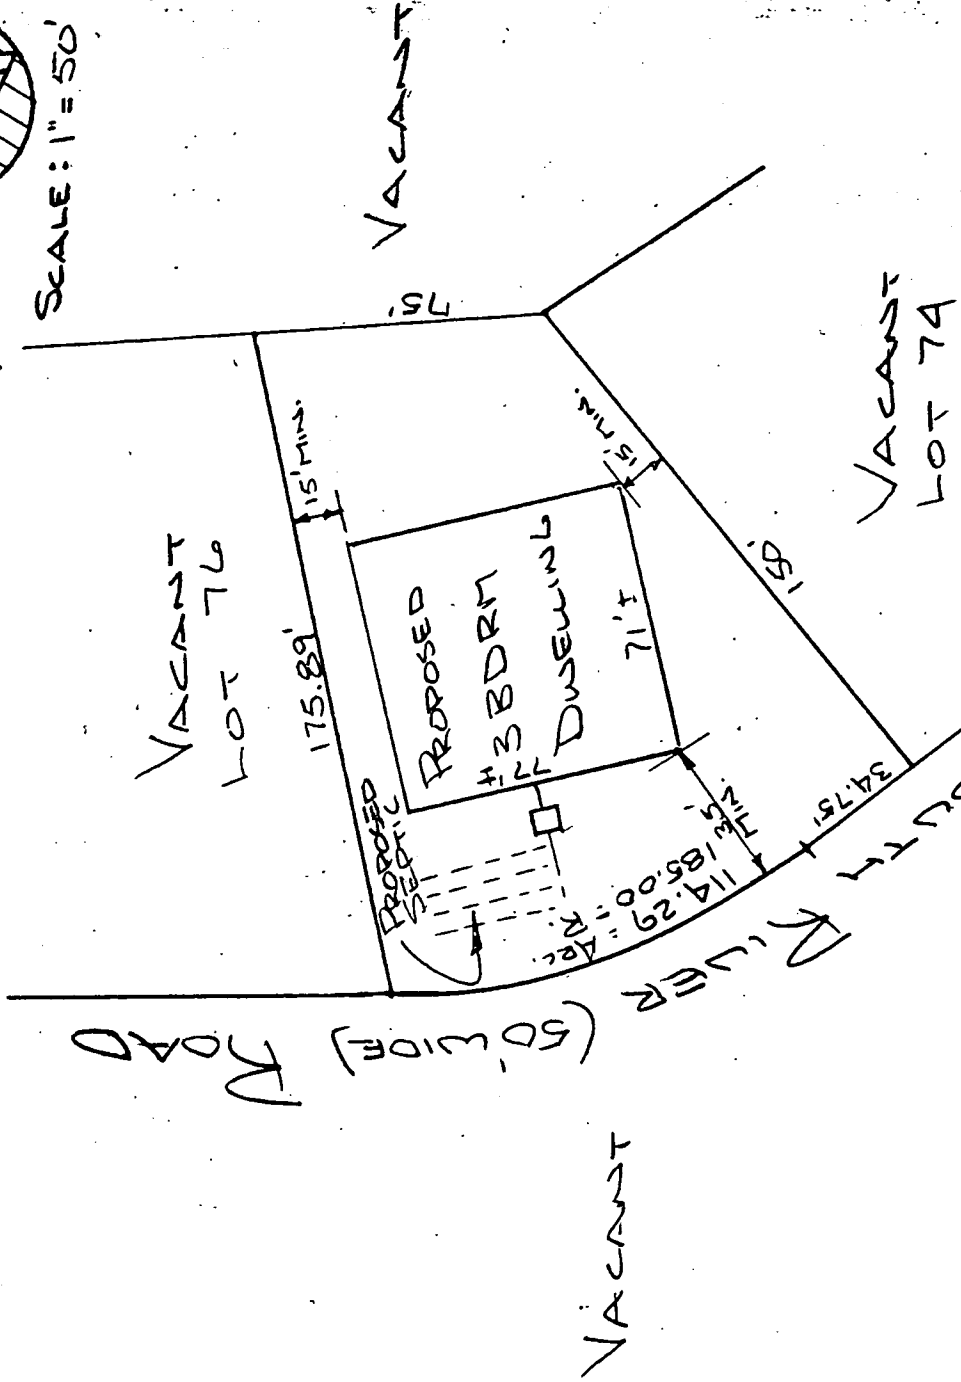 SCALE: 1"= 50'
VACANT
75'
VACANT
LOT 76
175.89'
15' MIN.
15' MIN.
PROPOSED
3 BDRM
DWELLING
71'±
77'±
PROPOSED
SEPTIC
VACANT
LOT 74
150'
34.75'
35'
MIN.
ARC = 114.29
R. = 185.00
RIVER
(50' WIDE)
ROAD
VACANT